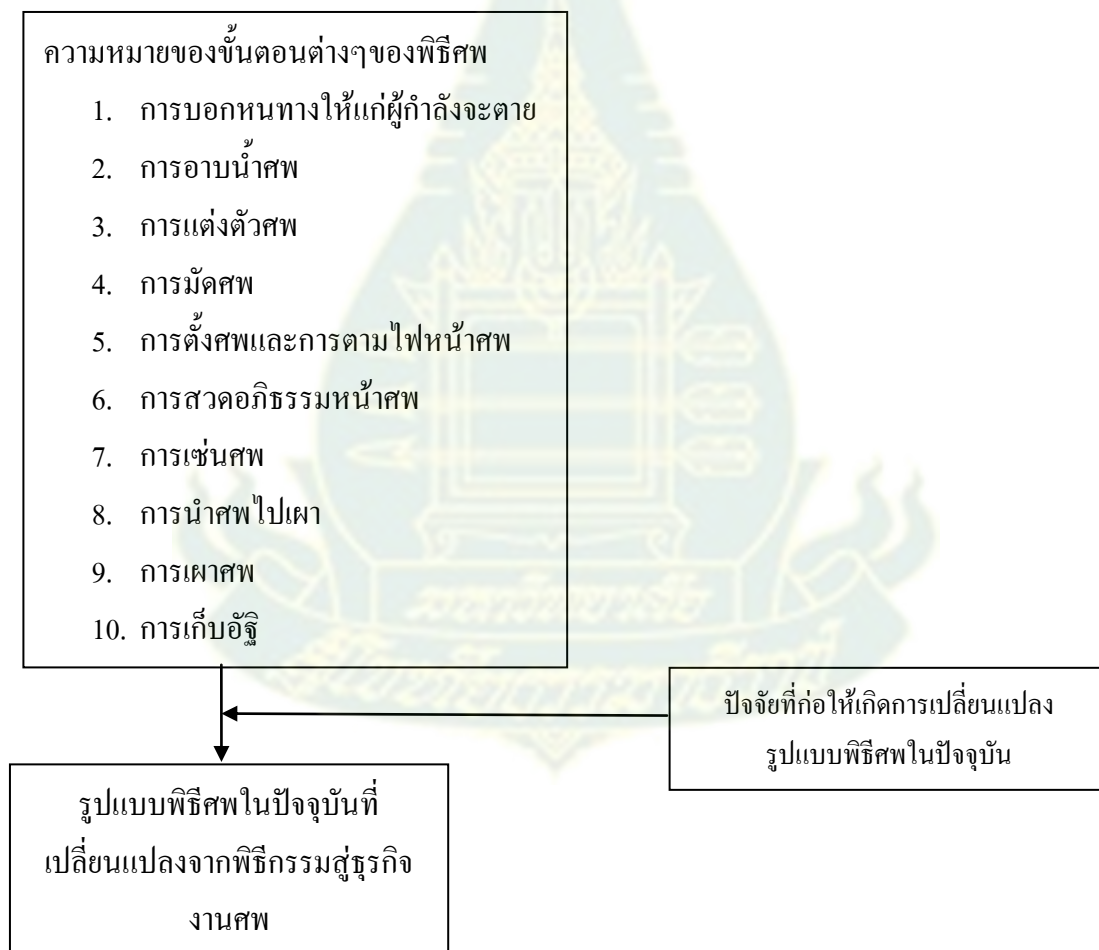 ความหมายของขั้นตอนต่างๆของพิธีศพ
1. การบอกหนทางให้แก่ผู้กำลังจะตาย
2. การอาบน้ำศพ
3. การแต่งตัวศพ
4. การมัดศพ
5. การตั้งศพและการตามไฟหน้าศพ
6. การสวดอภิธรรมหน้าศพ
7. การเซ่นศพ
8. การนำศพไปเผา
9. การเผาศพ
10. การเก็บอัฐิ
ปัจจัยที่ก่อให้เกิดการเปลี่ยนแปลง
รูปแบบพิธีศพในปัจจุบัน
รูปแบบพิธีศพในปัจจุบันที่
เปลี่ยนแปลงจากพิธีกรรมสู่ธุรกิจ
งานศพ